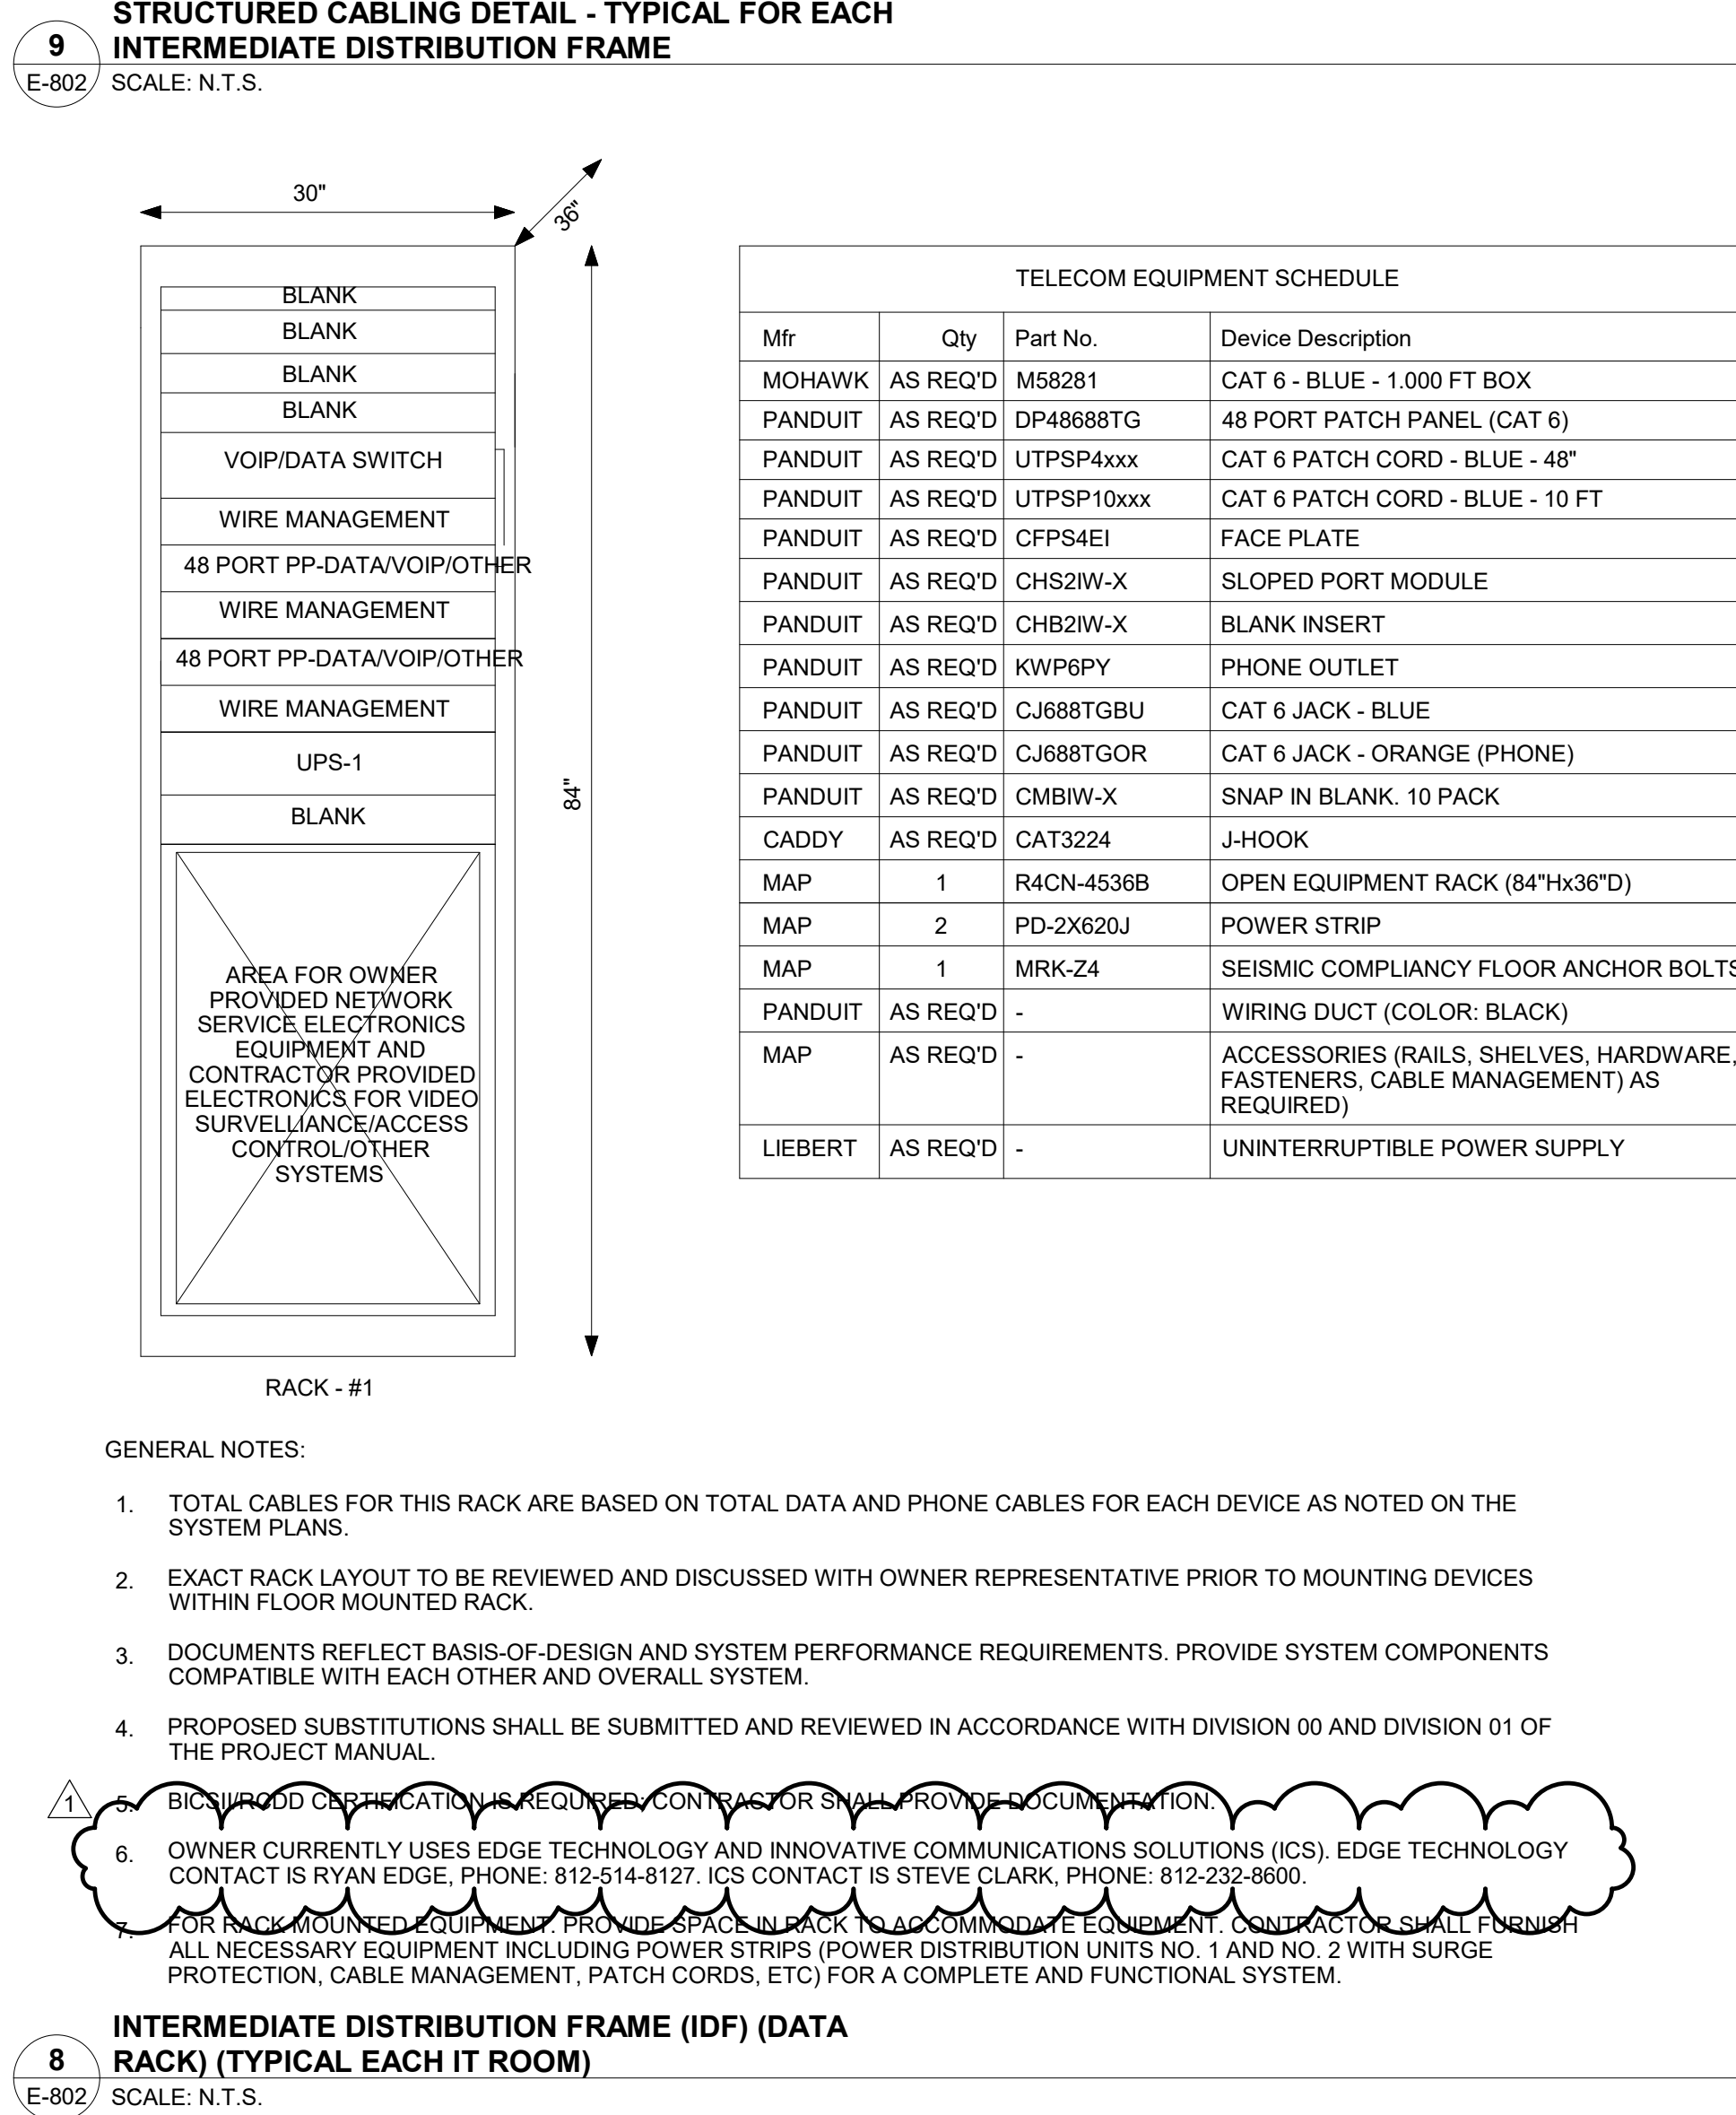 STRUCTURED CABLING DETAIL - TYPICAL FOR EACH
INTERMEDIATE DISTRIBUTION FRAME
9
E-802
SCALE: N.T.S.
30"
36"
84"
BLANK
BLANK
BLANK
BLANK
VOIP/DATA SWITCH
WIRE MANAGEMENT
48 PORT PP-DATA/VOIP/OTHER
WIRE MANAGEMENT
48 PORT PP-DATA/VOIP/OTHER
WIRE MANAGEMENT
UPS-1
BLANK
AREA FOR OWNER
PROVIDED NETWORK
SERVICE ELECTRONICS
EQUIPMENT AND
CONTRACTOR PROVIDED
ELECTRONICS FOR VIDEO
SURVELLIANCE/ACCESS
CONTROL/OTHER
SYSTEMS
RACK - #1
TELECOM EQUIPMENT SCHEDULE
Mfr Qty Part No. Device Description
MOHAWK AS REQ'D M58281 CAT 6 - BLUE - 1.000 FT BOX
PANDUIT AS REQ'D DP48688TG 48 PORT PATCH PANEL (CAT 6)
PANDUIT AS REQ'D UTPSP4xxx CAT 6 PATCH CORD - BLUE - 48"
PANDUIT AS REQ'D UTPSP10xxx CAT 6 PATCH CORD - BLUE - 10 FT
PANDUIT AS REQ'D CFPS4EI FACE PLATE
PANDUIT AS REQ'D CHS2IW-X SLOPED PORT MODULE
PANDUIT AS REQ'D CHB2IW-X BLANK INSERT
PANDUIT AS REQ'D KWP6PY PHONE OUTLET
PANDUIT AS REQ'D CJ688TGBU CAT 6 JACK - BLUE
PANDUIT AS REQ'D CJ688TGOR CAT 6 JACK - ORANGE (PHONE)
PANDUIT AS REQ'D CMBIW-X SNAP IN BLANK. 10 PACK
CADDY AS REQ'D CAT3224 J-HOOK
MAP 1 R4CN-4536B OPEN EQUIPMENT RACK (84"Hx36"D)
MAP 2 PD-2X620J POWER STRIP
MAP 1 MRK-Z4 SEISMIC COMPLIANCY FLOOR ANCHOR BOLTS
PANDUIT AS REQ'D - WIRING DUCT (COLOR: BLACK)
MAP AS REQ'D - ACCESSORIES (RAILS, SHELVES, HARDWARE,
FASTENERS, CABLE MANAGEMENT) AS
REQUIRED)
LIEBERT AS REQ'D - UNINTERRUPTIBLE POWER SUPPLY
GENERAL NOTES:
1. TOTAL CABLES FOR THIS RACK ARE BASED ON TOTAL DATA AND PHONE CABLES FOR EACH DEVICE AS NOTED ON THE
SYSTEM PLANS.
2. EXACT RACK LAYOUT TO BE REVIEWED AND DISCUSSED WITH OWNER REPRESENTATIVE PRIOR TO MOUNTING DEVICES
WITHIN FLOOR MOUNTED RACK.
3. DOCUMENTS REFLECT BASIS-OF-DESIGN AND SYSTEM PERFORMANCE REQUIREMENTS. PROVIDE SYSTEM COMPONENTS
COMPATIBLE WITH EACH OTHER AND OVERALL SYSTEM.
4. PROPOSED SUBSTITUTIONS SHALL BE SUBMITTED AND REVIEWED IN ACCORDANCE WITH DIVISION 00 AND DIVISION 01 OF
THE PROJECT MANUAL.
1
5. BICSII/RCDD CERTIFICATION IS REQUIRED; CONTRACTOR SHALL PROVIDE DOCUMENTATION.
6. OWNER CURRENTLY USES EDGE TECHNOLOGY AND INNOVATIVE COMMUNICATIONS SOLUTIONS (ICS). EDGE TECHNOLOGY
CONTACT IS RYAN EDGE, PHONE: 812-514-8127. ICS CONTACT IS STEVE CLARK, PHONE: 812-232-8600.
7. FOR RACK MOUNTED EQUIPMENT. PROVIDE SPACE IN RACK TO ACCOMMODATE EQUIPMENT. CONTRACTOR SHALL FURNISH
ALL NECESSARY EQUIPMENT INCLUDING POWER STRIPS (POWER DISTRIBUTION UNITS NO. 1 AND NO. 2 WITH SURGE
PROTECTION, CABLE MANAGEMENT, PATCH CORDS, ETC) FOR A COMPLETE AND FUNCTIONAL SYSTEM.
INTERMEDIATE DISTRIBUTION FRAME (IDF) (DATA
RACK) (TYPICAL EACH IT ROOM)
8
E-802
SCALE: N.T.S.